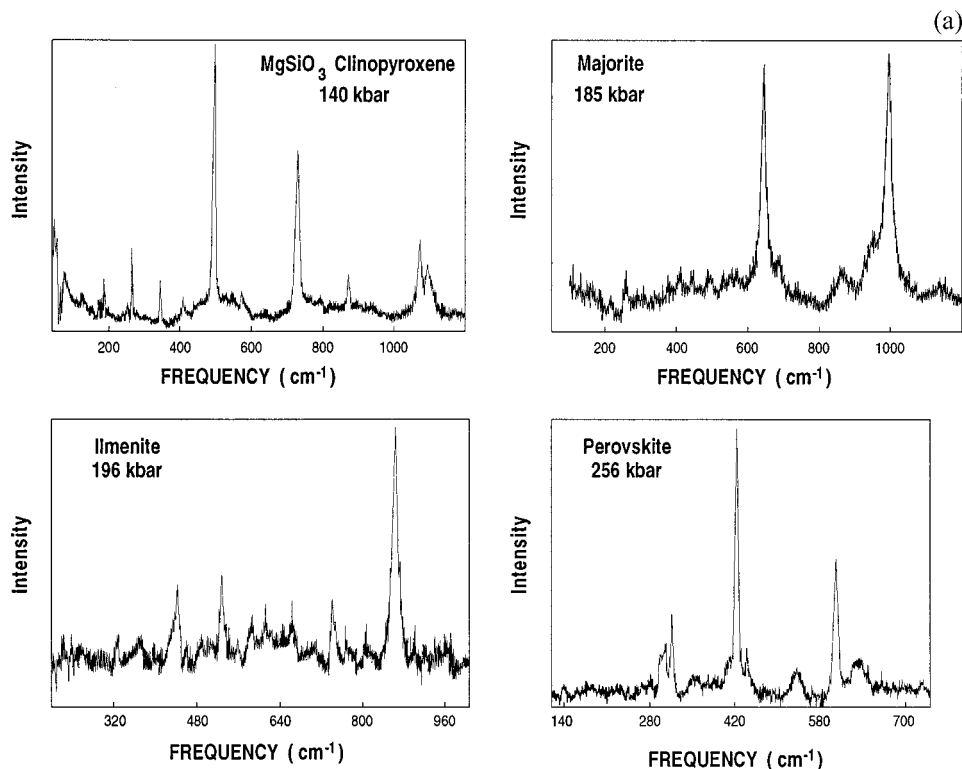 (a)
MgSiO3 Clinopyroxene
140 kbar
Intensity
200 400 600 800 1000
FREQUENCY ( cm-1)
Majorite
185 kbar
Intensity
200 400 600 800 1000
FREQUENCY ( cm-1)
Ilmenite
196 kbar
Intensity
320 480 640 800 960
FREQUENCY ( cm-1)
Perovskite
256 kbar
Intensity
140 280 420 580 700
FREQUENCY ( cm-1)